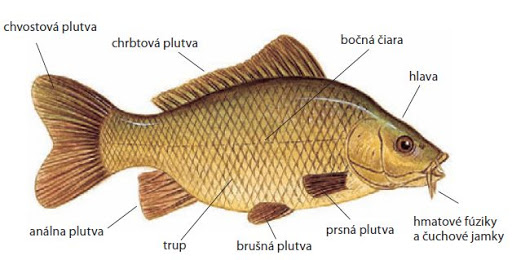 chvostová plutva
chrbtová plutva
bočná čiara
hlava
análna plutva
trup
brušná plutva
prsná plutva
hmatové fúziky
a čuchové jamky